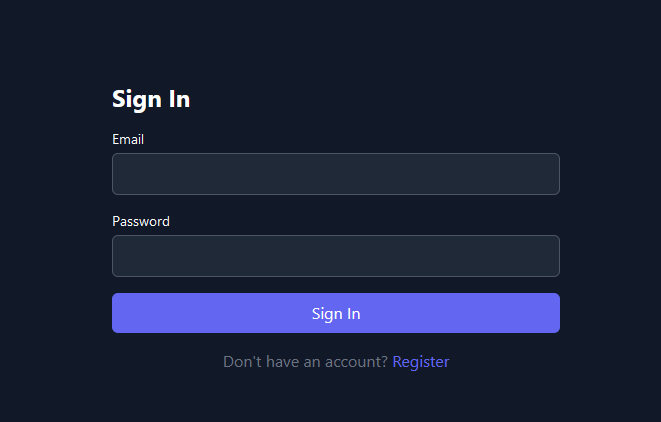 Sign In
Email
Password
Sign In
Don't have an account? Register